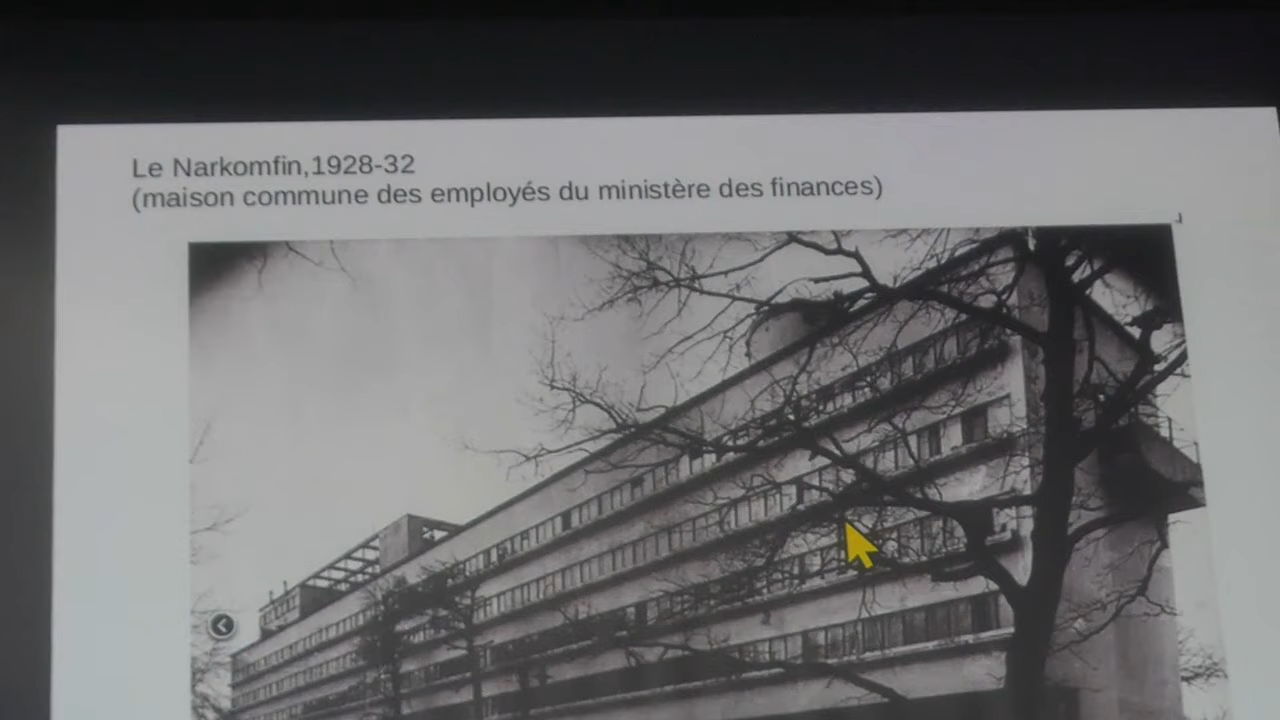 Le Narkomfin,1928-32
(maison commune des employés du ministère des finances)